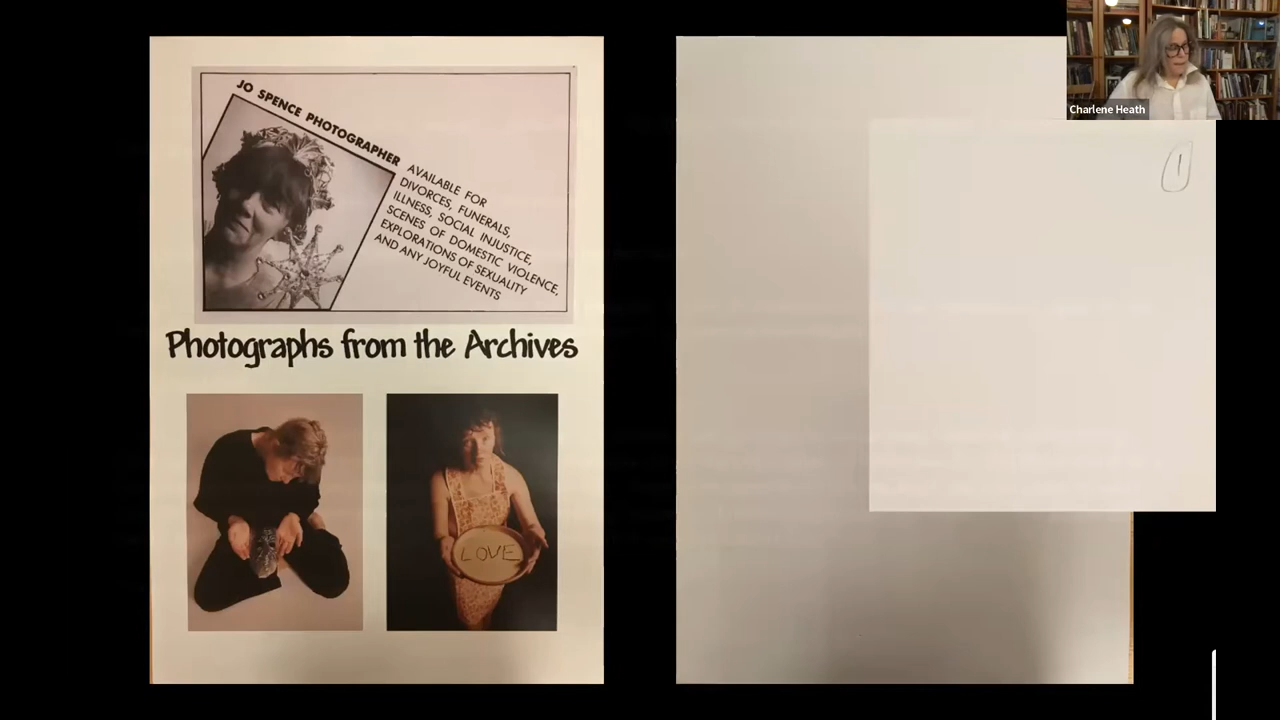 JO SPENCE PHOTOGRAPHER
AVAILABLE FOR
DIVORCES, FUNERALS,
ILLNESS, SOCIAL INJUSTICE,
SCENES OF DOMESTIC VIOLENCE,
EXPLORATIONS OF SEXUALITY
AND ANY JOYFUL EVENTS
Photographs from the Archives
LOVE
1
Charlene Heath